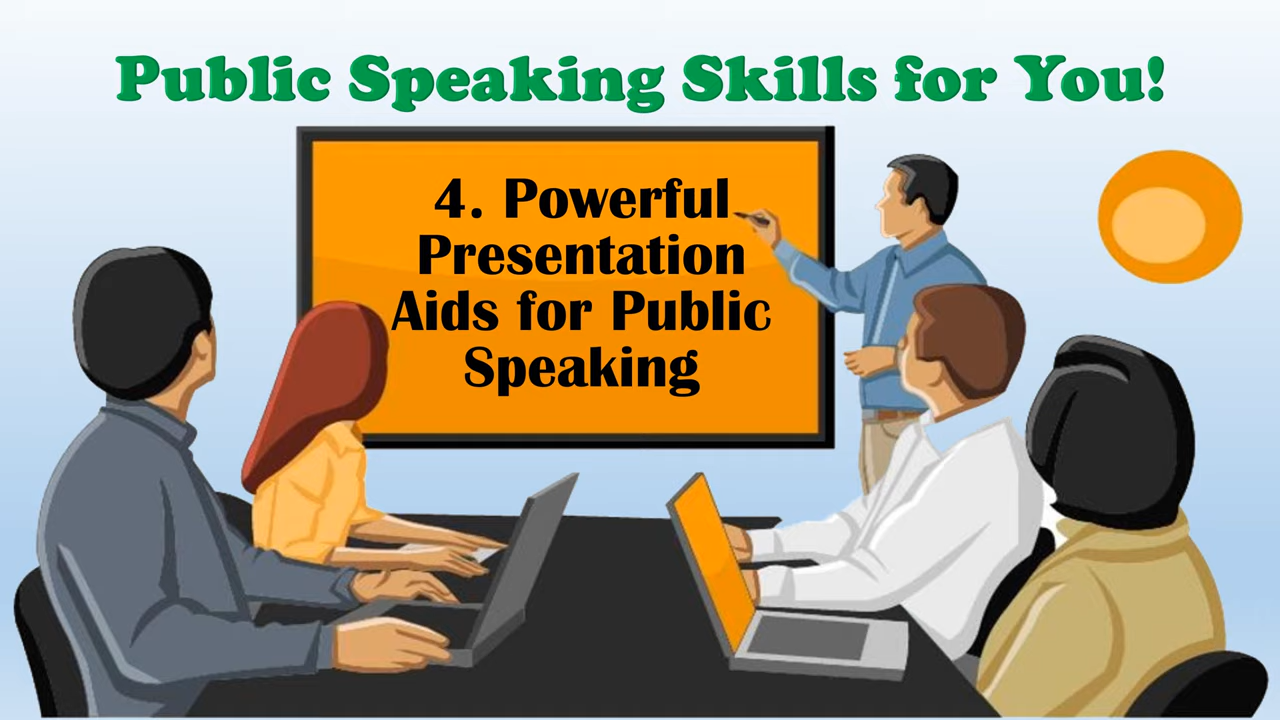 Public Speaking Skills for You!
4. Powerful
Presentation
Aids for Public
Speaking